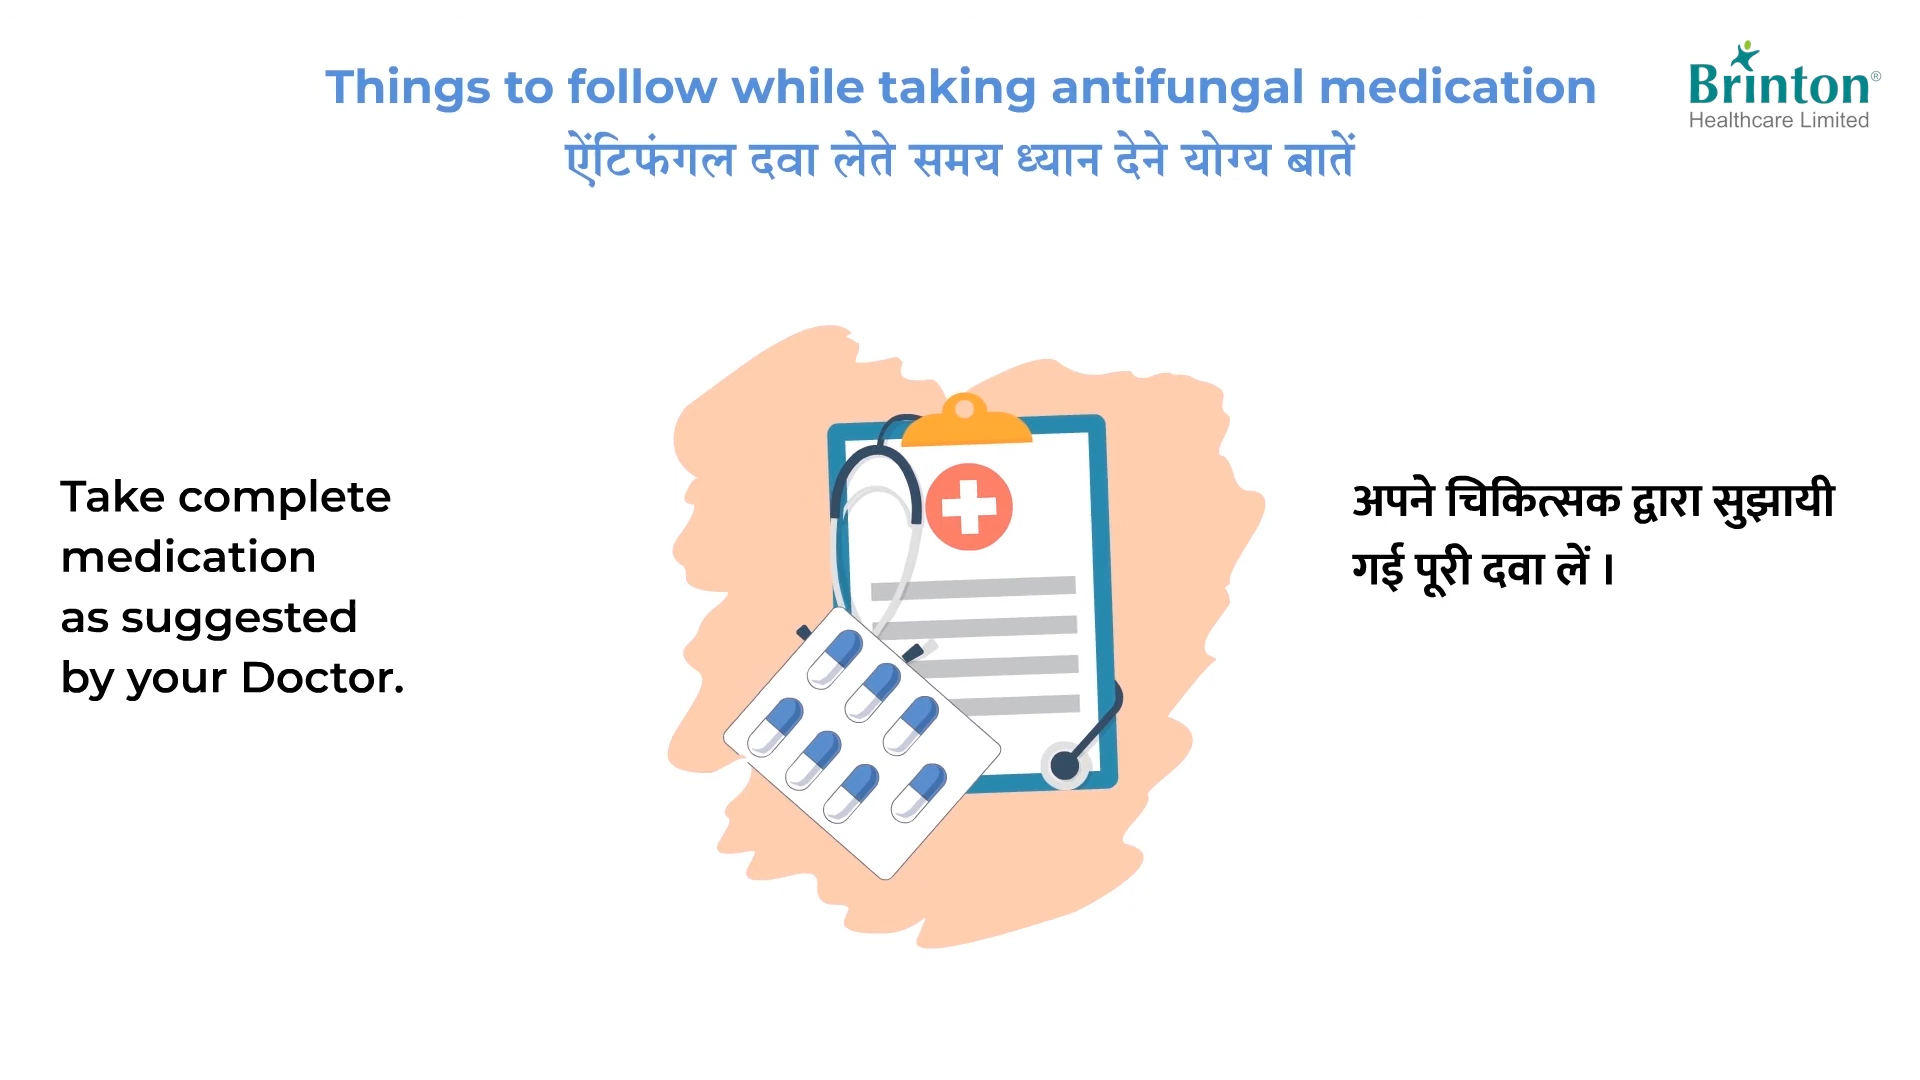 Things to follow while taking antifungal medication
ऐंटिफंगल दवा लेते समय ध्यान देने योग्य बातें
Brinton®
Healthcare Limited
Take complete
medication
as suggested
by your Doctor.
अपने चिकित्सक द्वारा सुझायी
गई पूरी दवा लें ।